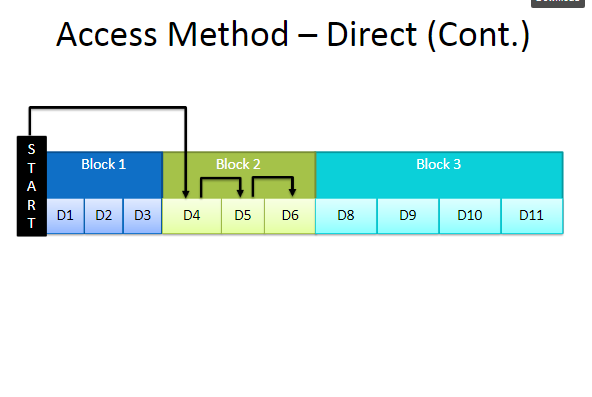 Access Method – Direct (Cont.)
START
Block 1 Block 2 Block 3
D1 D2 D3 D4 D5 D6 D8 D9 D10 D11